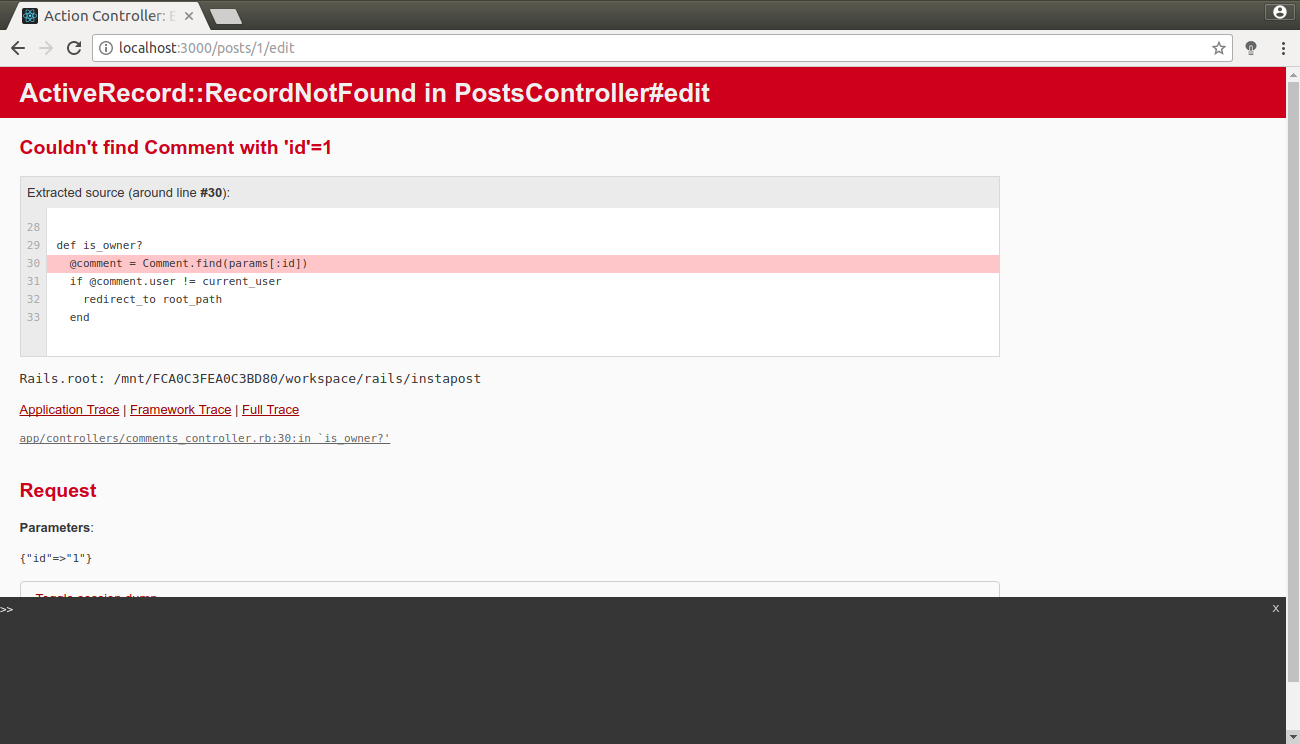 Action Controller: E
localhost:3000/posts/1/edit
ActiveRecord::RecordNotFound in PostsController#edit
Couldn't find Comment with 'id'=1
Extracted source (around line #30):
28
29 def is_owner?
30 @comment = Comment.find(params[:id])
31 if @comment.user != current_user
32 redirect_to root_path
33 end
Rails.root: /mnt/FCA0C3FEA0C3BD80/workspace/rails/instapost
Application Trace | Framework Trace | Full Trace
app/controllers/comments_controller.rb:30:in `is_owner?'
Request
Parameters:
{"id"=>"1"}
Toggle session dump
>> x